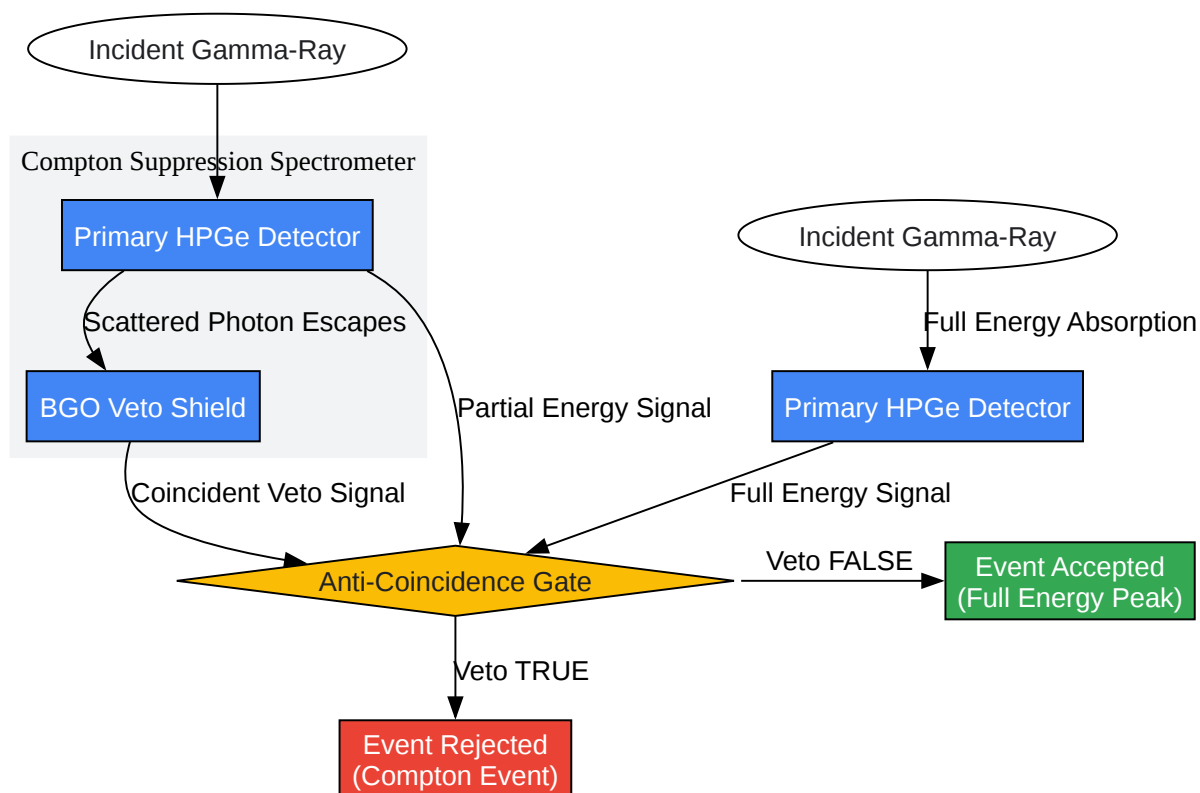 Incident Gamma-Ray
Compton Suppression Spectrometer
Primary HPGe Detector
Incident Gamma-Ray
Scattered Photon Escapes
Full Energy Absorption
BGO Veto Shield
Partial Energy Signal
Primary HPGe Detector
Coincident Veto Signal
Full Energy Signal
Anti-Coincidence Gate
Veto FALSE
Event Accepted
(Full Energy Peak)
Veto TRUE
Event Rejected
(Compton Event)